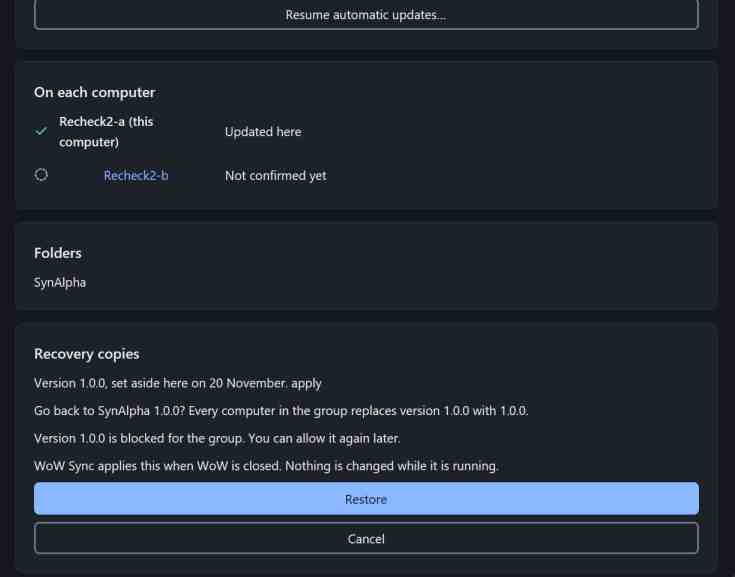 Resume automatic updates...
On each computer
Recheck2-a (this
computer)
Updated here
Recheck2-b
Not confirmed yet
Folders
SynAlpha
Recovery copies
Version 1.0.0, set aside here on 20 November. apply
Go back to SynAlpha 1.0.0? Every computer in the group replaces version 1.0.0 with 1.0.0.
Version 1.0.0 is blocked for the group. You can allow it again later.
WoW Sync applies this when WoW is closed. Nothing is changed while it is running.
Restore
Cancel